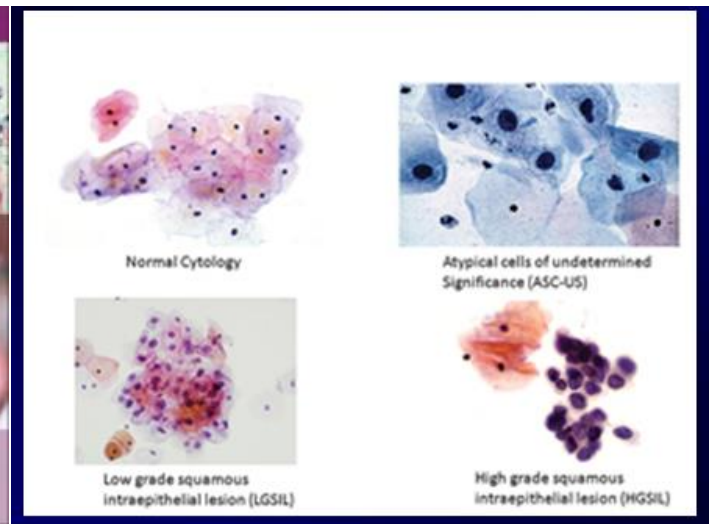 Normal Cytology
Atypical cells of undetermined
Significance (ASC-US)
Low grade squamous
intraepithelial lesion (LGSIL)
High grade squamous
intraepithelial lesion (HGSIL)